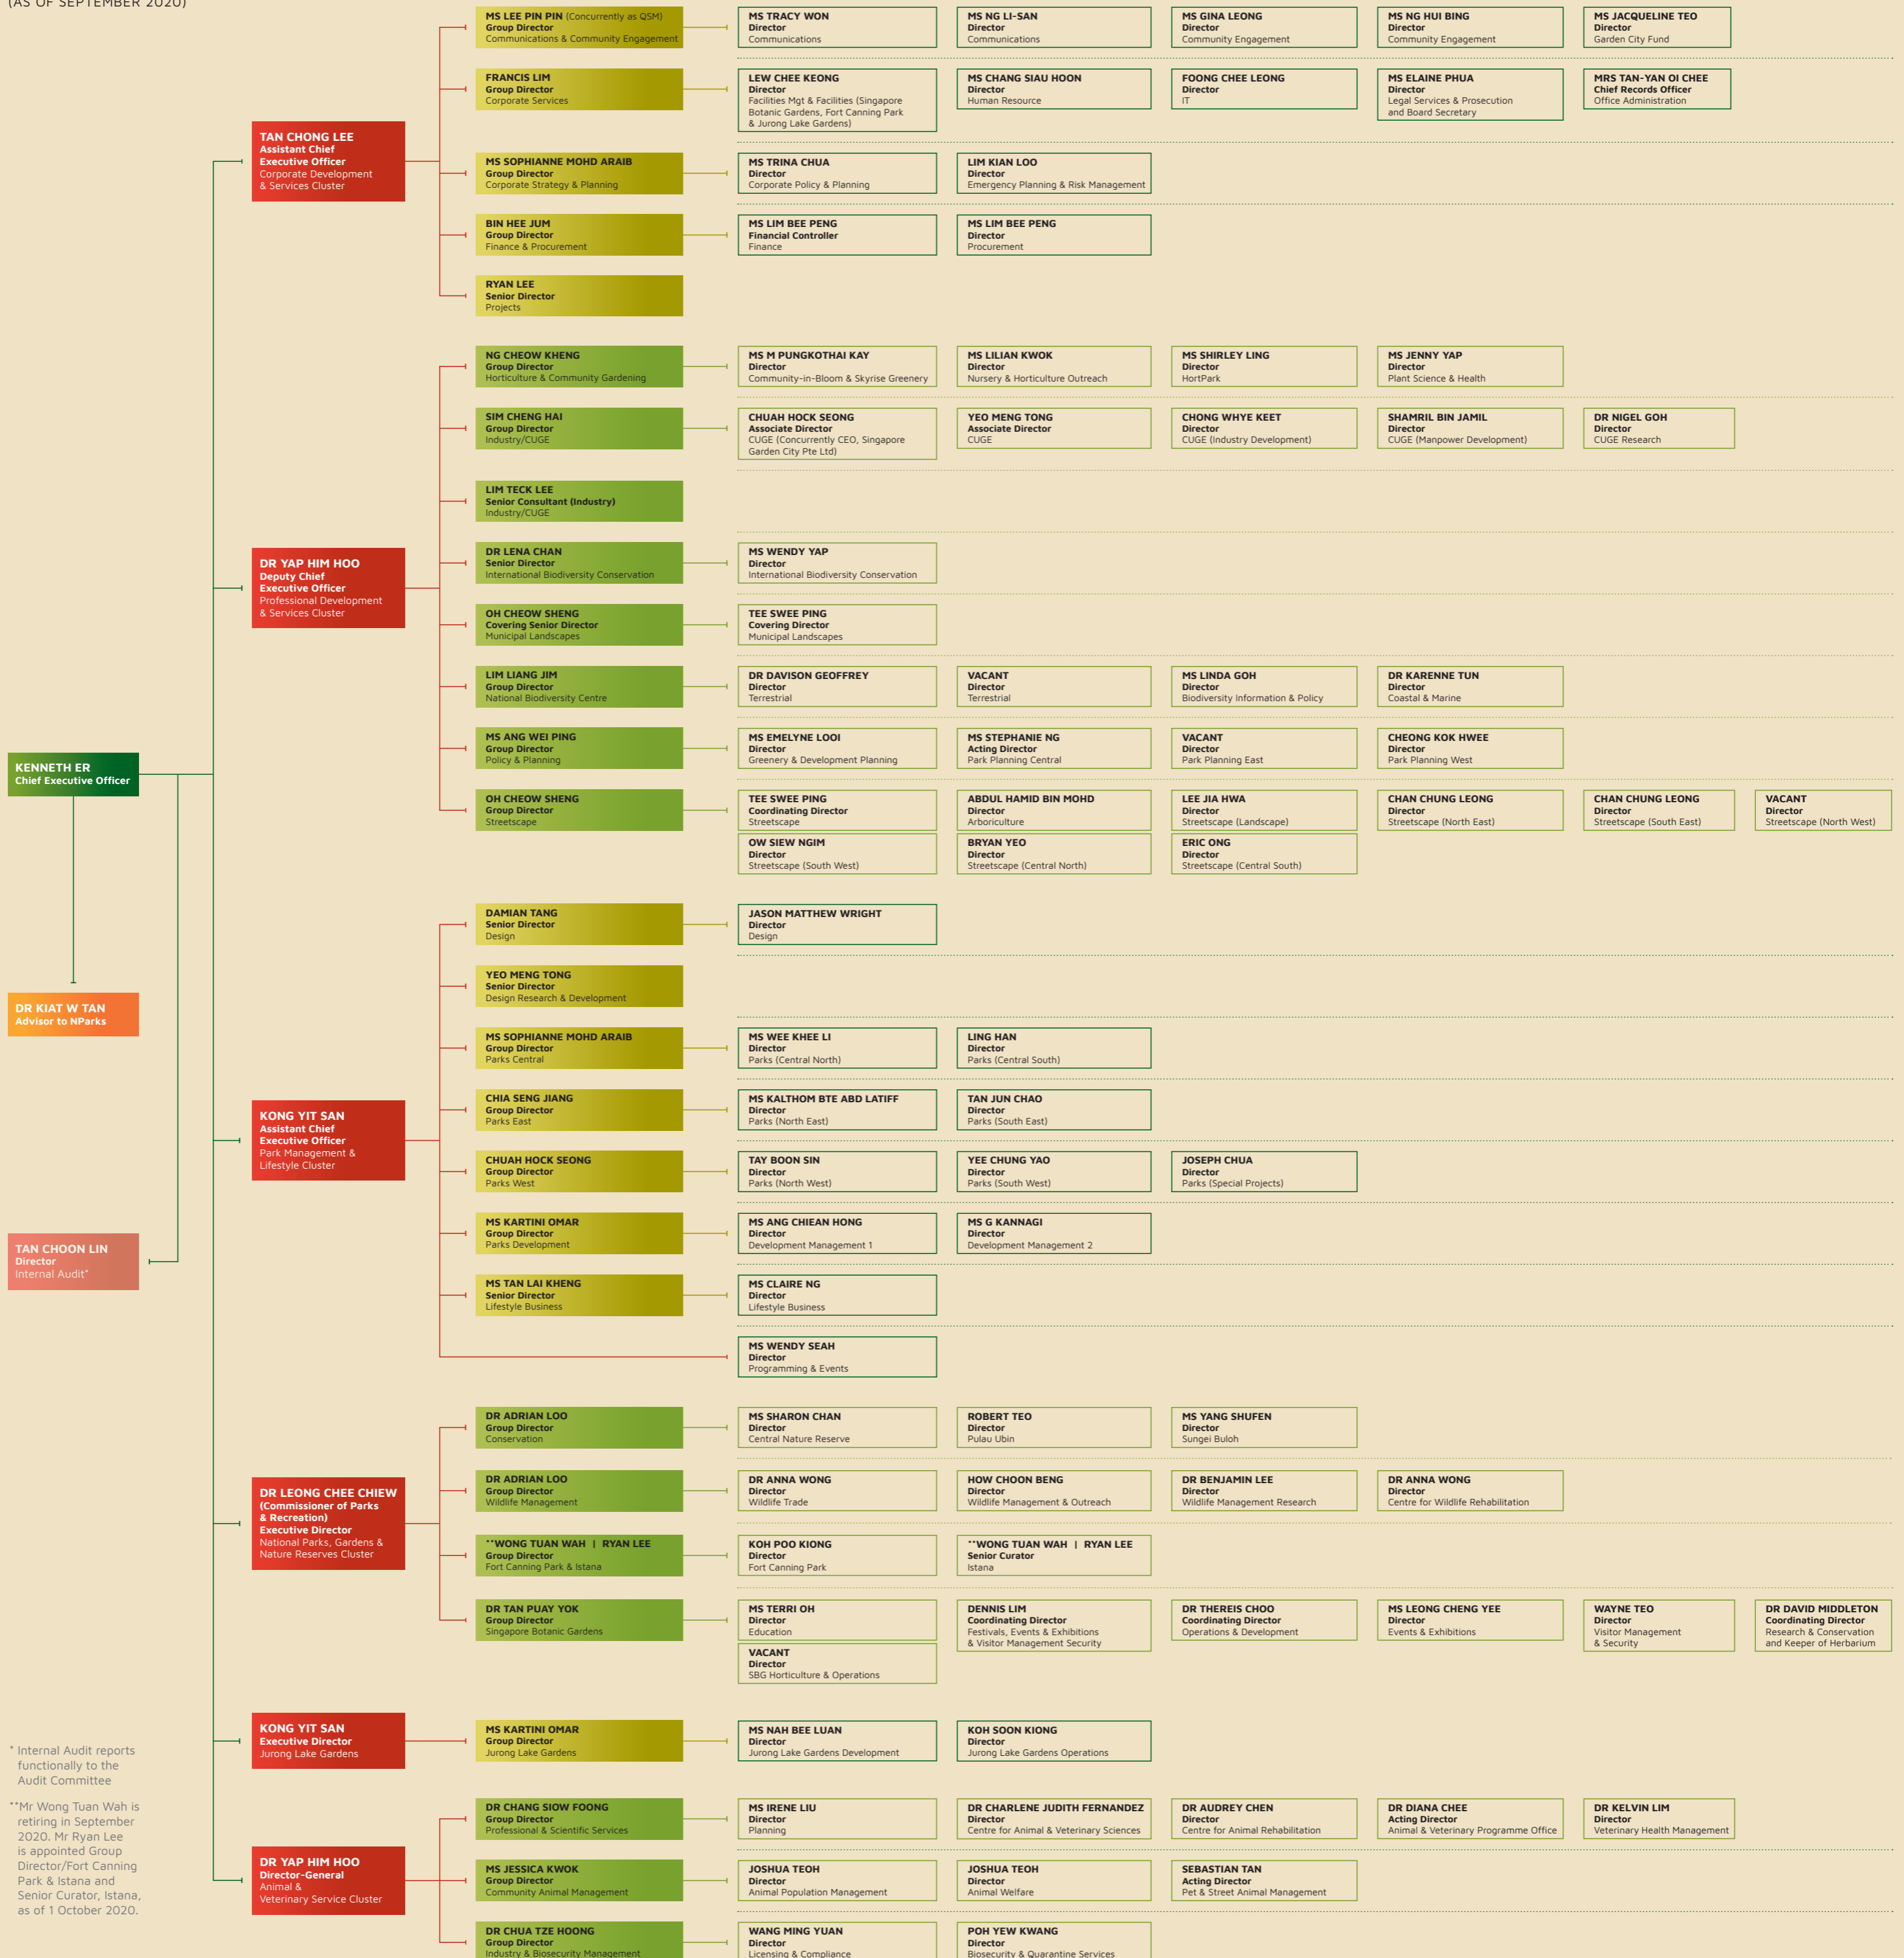 (AS OF SEPTEMBER 2020)
MS LEE PIN PIN (Concurrently as QSM)
Group Director
Communications & Community Engagement
MS TRACY WON
Director
Communications
MS NG LI-SAN
Director
Communications
MS GINA LEONG
Director
Community Engagement
MS NG HUI BING
Director
Community Engagement
MS JACQUELINE TEO
Director
Garden City Fund
FRANCIS LIM
Group Director
Corporate Services
LEW CHEE KEONG
Director
Facilities Mgt & Facilities (Singapore
Botanic Gardens, Fort Canning Park
& Jurong Lake Gardens)
MS CHANG SIAU HOON
Director
Human Resource
FOONG CHEE LEONG
Director
IT
MS ELAINE PHUA
Director
Legal Services & Prosecution
and Board Secretary
MRS TAN-YAN OI CHEE
Chief Records Officer
Office Administration
TAN CHONG LEE
Assistant Chief
Executive Officer
Corporate Development
& Services Cluster
MS SOPHIANNE MOHD ARAIB
Group Director
Corporate Strategy & Planning
MS TRINA CHUA
Director
Corporate Policy & Planning
LIM KIAN LOO
Director
Emergency Planning & Risk Management
BIN HEE JUM
Group Director
Finance & Procurement
MS LIM BEE PENG
Financial Controller
Finance
MS LIM BEE PENG
Director
Procurement
RYAN LEE
Senior Director
Projects
NG CHEOW KHENG
Group Director
Horticulture & Community Gardening
MS M PUNGKOTHAI KAY
Director
Community-in-Bloom & Skyrise Greenery
MS LILIAN KWOK
Director
Nursery & Horticulture Outreach
MS SHIRLEY LING
Director
HortPark
MS JENNY YAP
Director
Plant Science & Health
SIM CHENG HAI
Group Director
Industry/CUGE
CHUAH HOCK SEONG
Associate Director
CUGE (Concurrently CEO, Singapore
Garden City Pte Ltd)
YEO MENG TONG
Associate Director
CUGE
CHONG WHYE KEET
Director
CUGE (Industry Development)
SHAMRIL BIN JAMIL
Director
CUGE (Manpower Development)
DR NIGEL GOH
Director
CUGE Research
LIM TECK LEE
Senior Consultant (Industry)
Industry/CUGE
DR YAP HIM HOO
Deputy Chief
Executive Officer
Professional Development
& Services Cluster
DR LENA CHAN
Senior Director
International Biodiversity Conservation
MS WENDY YAP
Director
International Biodiversity Conservation
OH CHEOW SHENG
Covering Senior Director
Municipal Landscapes
TEE SWEE PING
Covering Director
Municipal Landscapes
LIM LIANG JIM
Group Director
National Biodiversity Centre
DR DAVISON GEOFFREY
Director
Terrestrial
VACANT
Director
Terrestrial
MS LINDA GOH
Director
Biodiversity Information & Policy
DR KARENNE TUN
Director
Coastal & Marine
MS ANG WEI PING
Group Director
Policy & Planning
MS EMELYNE LOOI
Director
Greenery & Development Planning
MS STEPHANIE NG
Acting Director
Park Planning Central
VACANT
Director
Park Planning East
CHEONG KOK HWEE
Director
Park Planning West
KENNETH ER
Chief Executive Officer
OH CHEOW SHENG
Group Director
Streetscape
TEE SWEE PING
Coordinating Director
Streetscape
ABDUL HAMID BIN MOHD
Director
Arboriculture
LEE JIA HWA
Director
Streetscape (Landscape)
CHAN CHUNG LEONG
Director
Streetscape (North East)
CHAN CHUNG LEONG
Director
Streetscape (South East)
VACANT
Director
Streetscape (North West)
OW SIEW NGIM
Director
Streetscape (South West)
BRYAN YEO
Director
Streetscape (Central North)
ERIC ONG
Director
Streetscape (Central South)
DAMIAN TANG
Senior Director
Design
JASON MATTHEW WRIGHT
Director
Design
YEO MENG TONG
Senior Director
Design Research & Development
DR KIAT W TAN
Advisor to NParks
MS SOPHIANNE MOHD ARAIB
Group Director
Parks Central
MS WEE KHEE LI
Director
Parks (Central North)
LING HAN
Director
Parks (Central South)
CHIA SENG JIANG
Group Director
Parks East
MS KALTHOM BTE ABD LATIFF
Director
Parks (North East)
TAN JUN CHAO
Director
Parks (South East)
KONG YIT SAN
Assistant Chief
Executive Officer
Park Management &
Lifestyle Cluster
CHUAH HOCK SEONG
Group Director
Parks West
TAY BOON SIN
Director
Parks (North West)
YEE CHUNG YAO
Director
Parks (South West)
JOSEPH CHUA
Director
Parks (Special Projects)
MS KARTINI OMAR
Group Director
Parks Development
MS ANG CHIEAN HONG
Director
Development Management 1
MS G KANNAGI
Director
Development Management 2
TAN CHOON LIN
Director
Internal Audit*
MS TAN LAI KHENG
Senior Director
Lifestyle Business
MS CLAIRE NG
Director
Lifestyle Business
MS WENDY SEAH
Director
Programming & Events
DR ADRIAN LOO
Group Director
Conservation
MS SHARON CHAN
Director
Central Nature Reserve
ROBERT TEO
Director
Pulau Ubin
MS YANG SHUFEN
Director
Sungei Buloh
DR ADRIAN LOO
Group Director
Wildlife Management
DR ANNA WONG
Director
Wildlife Trade
HOW CHOON BENG
Director
Wildlife Management & Outreach
DR BENJAMIN LEE
Director
Wildlife Management Research
DR ANNA WONG
Director
Centre for Wildlife Rehabilitation
DR LEONG CHEE CHIEW
(Commissioner of Parks
& Recreation)
Executive Director
National Parks, Gardens &
Nature Reserves Cluster
**WONG TUAN WAH | RYAN LEE
Group Director
Fort Canning Park & Istana
KOH POO KIONG
Director
Fort Canning Park
**WONG TUAN WAH | RYAN LEE
Senior Curator
Istana
DR TAN PUAY YOK
Group Director
Singapore Botanic Gardens
MS TERRI OH
Director
Education
DENNIS LIM
Coordinating Director
Festivals, Events & Exhibitions
& Visitor Management Security
DR THEREIS CHOO
Coordinating Director
Operations & Development
MS LEONG CHENG YEE
Director
Events & Exhibitions
WAYNE TEO
Director
Visitor Management
& Security
DR DAVID MIDDLETON
Coordinating Director
Research & Conservation
and Keeper of Herbarium
VACANT
Director
SBG Horticulture & Operations
KONG YIT SAN
Executive Director
Jurong Lake Gardens
MS KARTINI OMAR
Group Director
Jurong Lake Gardens
MS NAH BEE LUAN
Director
Jurong Lake Gardens Development
KOH SOON KIONG
Director
Jurong Lake Gardens Operations
* Internal Audit reports
functionally to the
Audit Committee
**Mr Wong Tuan Wah is
retiring in September
2020. Mr Ryan Lee
is appointed Group
Director/Fort Canning
Park & Istana and
Senior Curator, Istana,
as of 1 October 2020.
DR CHANG SIOW FOONG
Group Director
Professional & Scientific Services
MS IRENE LIU
Director
Planning
DR CHARLENE JUDITH FERNANDEZ
Director
Centre for Animal & Veterinary Sciences
DR AUDREY CHEN
Director
Centre for Animal Rehabilitation
DR DIANA CHEE
Acting Director
Animal & Veterinary Programme Office
DR KELVIN LIM
Director
Veterinary Health Management
DR YAP HIM HOO
Director-General
Animal &
Veterinary Service Cluster
MS JESSICA KWOK
Group Director
Community Animal Management
JOSHUA TEOH
Director
Animal Population Management
JOSHUA TEOH
Director
Animal Welfare
SEBASTIAN TAN
Acting Director
Pet & Street Animal Management
DR CHUA TZE HOONG
Group Director
Industry & Biosecurity Management
WANG MING YUAN
Director
Licensing & Compliance
POH YEW KWANG
Director
Biosecurity & Quarantine Services